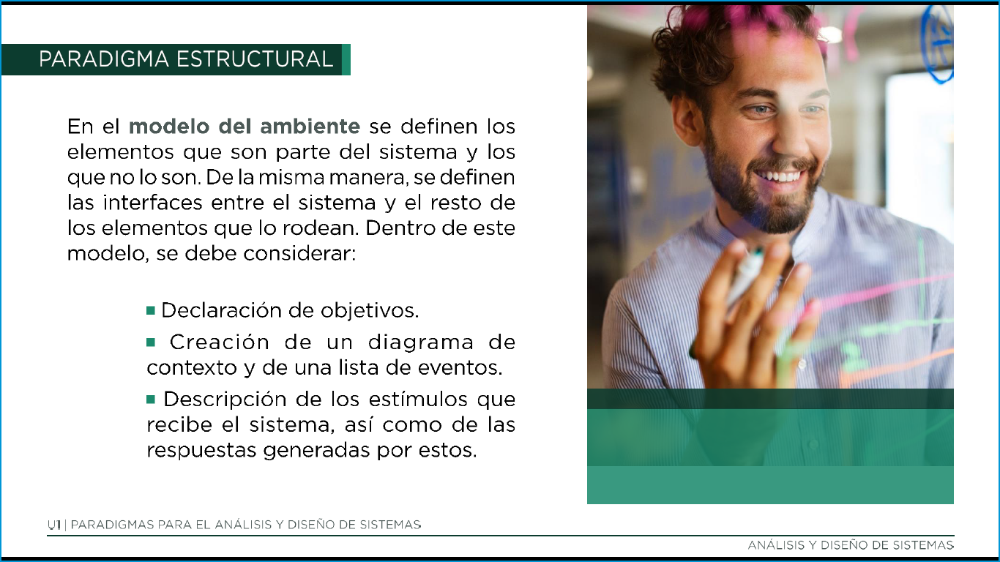 PARADIGMA ESTRUCTURAL
En el modelo del ambiente se definen los
elementos que son parte del sistema y los
que no lo son. De la misma manera, se definen
las interfaces entre el sistema y el resto de
los elementos que lo rodean. Dentro de este
modelo, se debe considerar:
▪ Declaración de objetivos.
▪ Creación de un diagrama de
contexto y de una lista de eventos.
▪ Descripción de los estímulos que
recibe el sistema, así como de las
respuestas generadas por estos.
U1 | PARADIGMAS PARA EL ANÁLISIS Y DISEÑO DE SISTEMAS
ANÁLISIS Y DISEÑO DE SISTEMAS